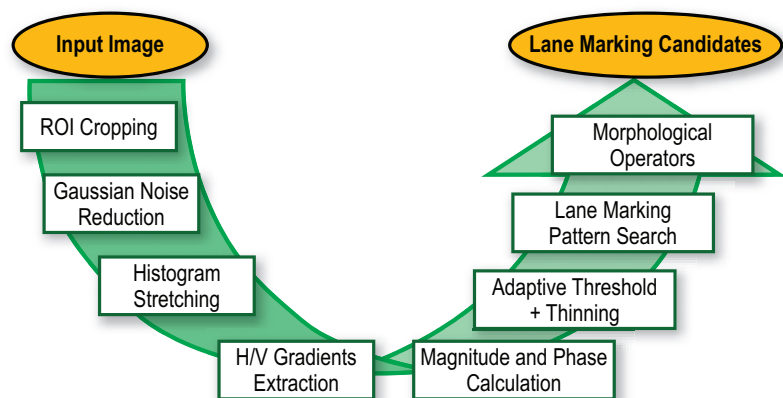 Input Image
Lane Marking Candidates
ROI Cropping
Gaussian Noise
Reduction
Histogram
Stretching
H/V Gradients
Extraction
Magnitude and Phase
Calculation
Adaptive Threshold
+ Thinning
Lane Marking
Pattern Search
Morphological
Operators